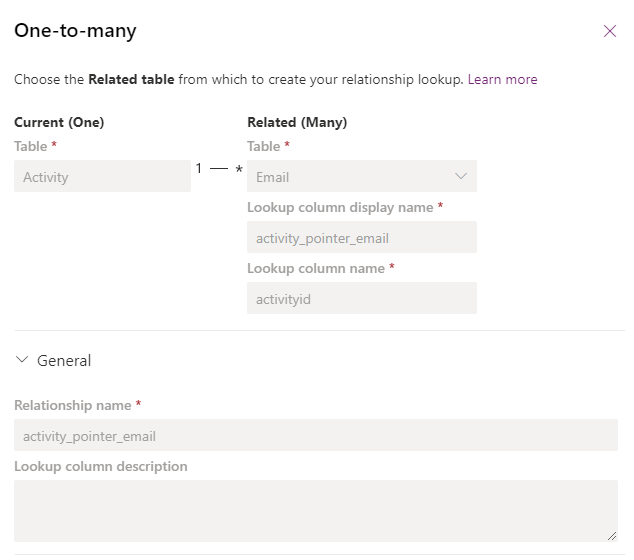 One-to-many
Choose the Related table from which to create your relationship lookup. Learn more
Current (One)
Table *
Activity
1 — *
Related (Many)
Table *
Email
Lookup column display name *
activity_pointer_email
Lookup column name *
activityid
General
Relationship name *
activity_pointer_email
Lookup column description